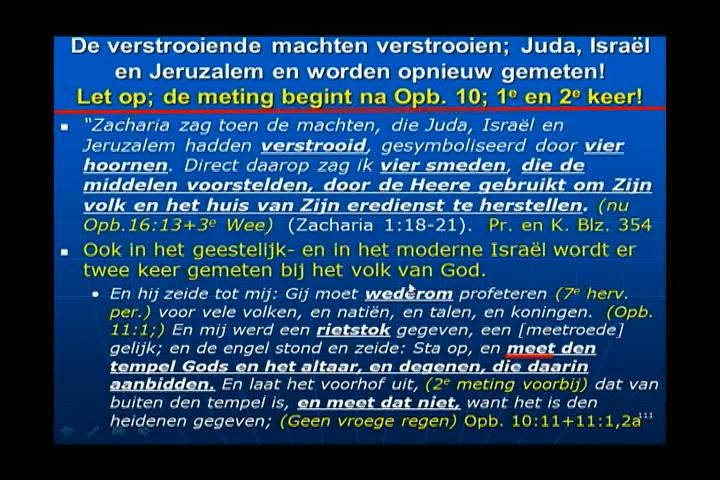 De verstrooiende machten verstrooien; Juda, Israël
en Jeruzalem en worden opnieuw gemeten!
Let op; de meting begint na Opb. 10; 1e en 2e keer!
"Zacharia zag toen de machten, die Juda, Israël en
Jeruzalem hadden verstrooid, gesymboliseerd door vier
hoornen. Direct daarop zag ik vier smeden, die de
middelen voorstelden, door de Heere gebruikt om Zijn
volk en het huis van Zijn eredienst te herstellen. (nu
Opb.16:13+3e Wee) (Zacharia 1:18-21). Pr. en K. Blz. 354
Ook in het geestelijk- en in het moderne Israël wordt er
twee keer gemeten bij het volk van God.
• En hij zeide tot mij: Gij moet wederom profeteren (7e herv.
per.) voor vele volken, en natiën, en talen, en koningen. (Opb.
11:1;) En mij werd een rietstok gegeven, een [meetroede]
gelijk; en de engel stond en zeide: Sta op, en meet den
tempel Gods en het altaar, en degenen, die daarin
aanbidden. En laat het voorhof uit, (2e meting voorbij) dat van
buiten den tempel is, en meet dat niet, want het is den
heidenen gegeven; (Geen vroege regen) Opb. 10:11+11:1,2a
111